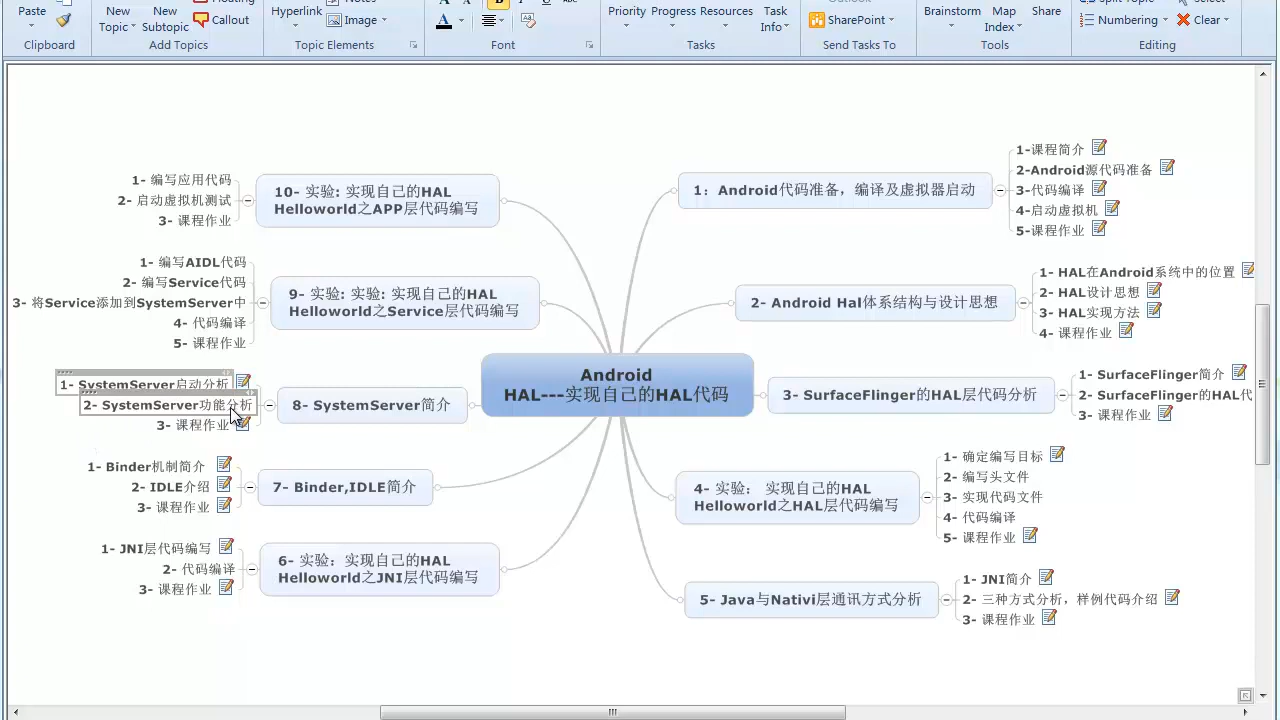 Paste
New
Topic
New
Subtopic
Callout
Hyperlink
Notes
Image
A
Priority
Progress
Resources
Task
Info
SharePoint
Brainstorm
Map
Index
Share
Numbering
Clear
Clipboard
Add Topics
Topic Elements
Font
Tasks
Send Tasks To
Tools
Editing
Android
HAL---实现自己的HAL代码
1：Android代码准备，编译及虚拟器启动
1-课程简介
2-Android源代码准备
3-代码编译
4-启动虚拟机
5-课程作业
2- Android Hal体系结构与设计思想
1- HAL在Android系统中的位置
2- HAL设计思想
3- HAL实现方法
4- 课程作业
3- SurfaceFlinger的HAL层代码分析
1- SurfaceFlinger简介
2- SurfaceFlinger的HAL代
3- 课程作业
4- 实验： 实现自己的HAL
Helloworld之HAL层代码编写
1- 确定编写目标
2- 编写头文件
3- 实现代码文件
4- 代码编译
5- 课程作业
5- Java与Nativi层通讯方式分析
1- JNI简介
2- 三种方式分析，样例代码介绍
3- 课程作业
6- 实验：实现自己的HAL
Helloworld之JNI层代码编写
1- JNI层代码编写
2- 代码编译
3- 课程作业
7- Binder,IDLE简介
1- Binder机制简介
2- IDLE介绍
3- 课程作业
8- SystemServer简介
1- SystemServer启动分析
2- SystemServer功能分析
3- 课程作业
9- 实验: 实验: 实现自己的HAL
Helloworld之Service层代码编写
1- 编写AIDL代码
2- 编写Service代码
3- 将Service添加到SystemServer中
4- 代码编译
5- 课程作业
10- 实验: 实现自己的HAL
Helloworld之APP层代码编写
1- 编写应用代码
2- 启动虚拟机测试
3- 课程作业